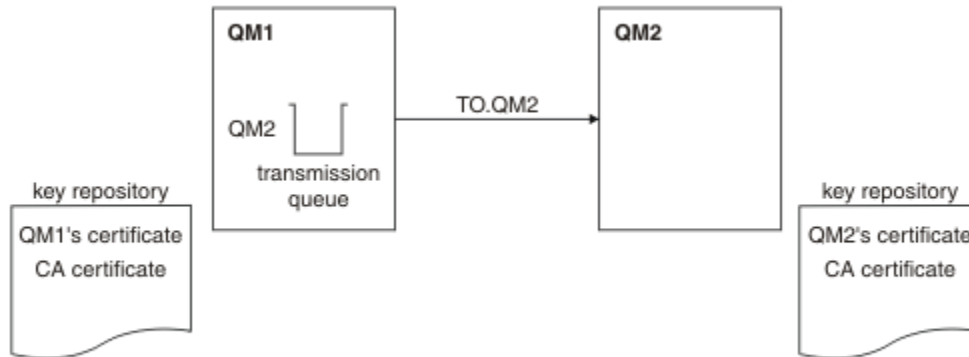 QM1
QM2
QM2
transmission
queue
TO.QM2
key repository
QM1's certificate
CA certificate
key repository
QM2's certificate
CA certificate